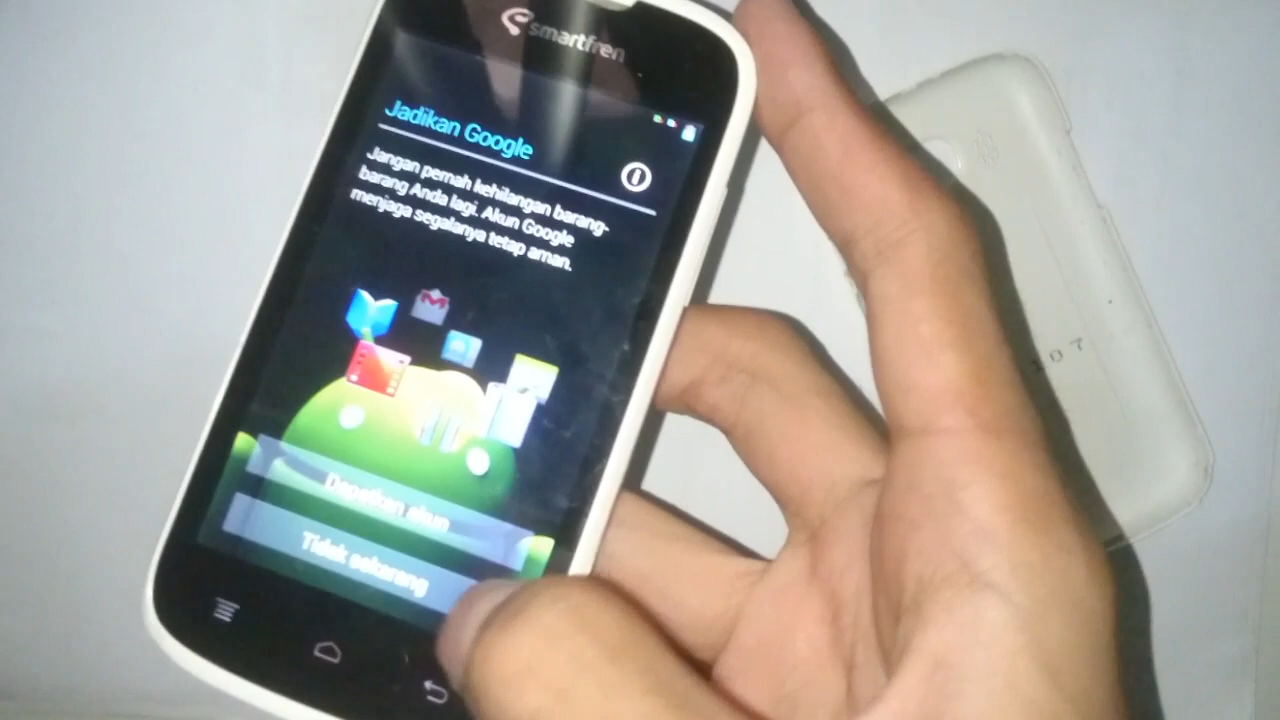 smartfren
Jadikan Google
Jangan pernah kehilangan barang-
barang Anda lagi. Akun Google
menjaga segalanya tetap aman.
Dapatkan akun
Tidak sekarang
107